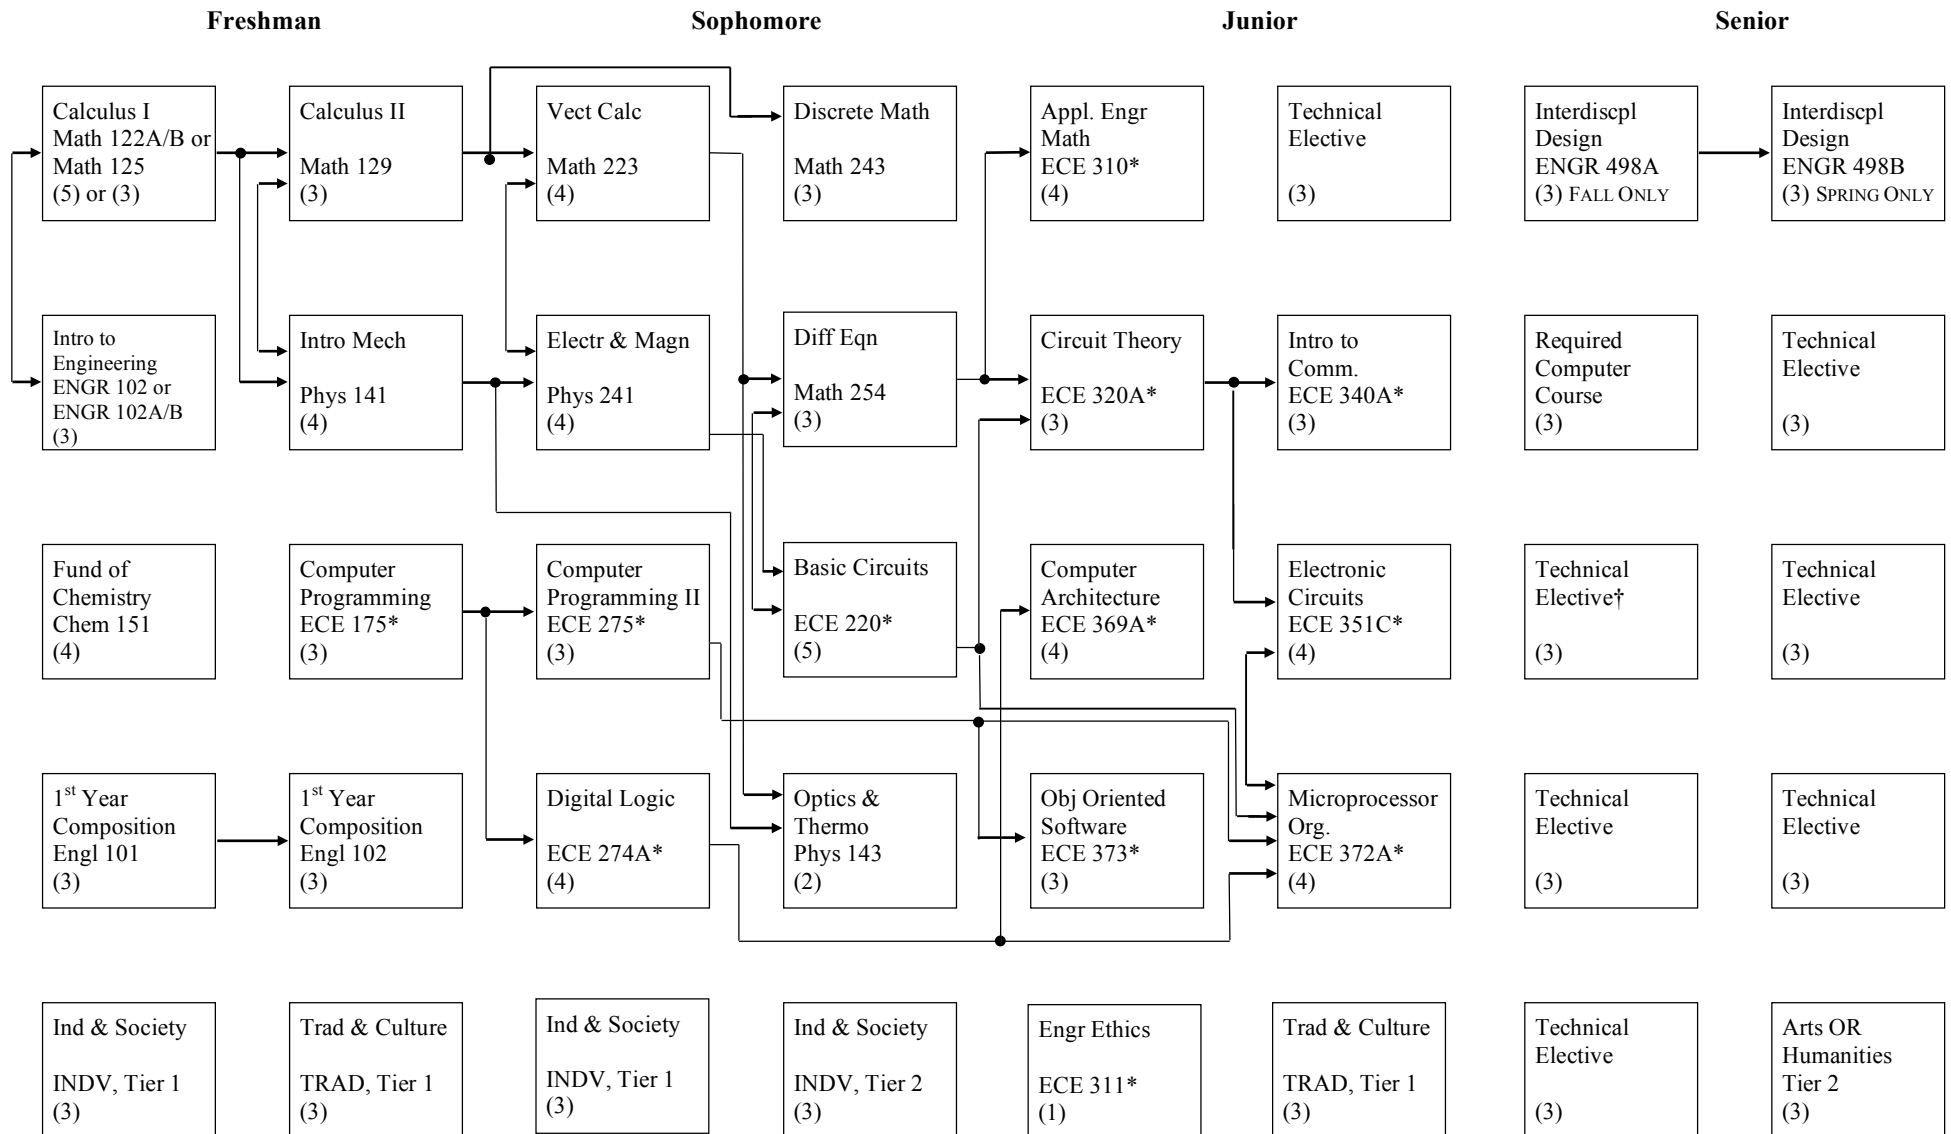 Freshman
Sophomore
Junior
Senior
Calculus I
Math 122A/B or
Math 125
(5) or (3)
Calculus II
Math 129
(3)
Vect Calc
Math 223
(4)
Discrete Math
Math 243
(3)
Appl. Engr
Math
ECE 310*
(4)
Technical
Elective
(3)
Interdiscpl
Design
ENGR 498A
(3) FALL ONLY
Interdiscpl
Design
ENGR 498B
(3) SPRING ONLY
Intro to
Engineering
ENGR 102 or
ENGR 102A/B
(3)
Intro Mech
Phys 141
(4)
Electr & Magn
Phys 241
(4)
Diff Eqn
Math 254
(3)
Circuit Theory
ECE 320A*
(3)
Intro to
Comm.
ECE 340A*
(3)
Required
Computer
Course
(3)
Technical
Elective
(3)
Fund of
Chemistry
Chem 151
(4)
Computer
Programming
ECE 175*
(3)
Computer
Programming II
ECE 275*
(3)
Basic Circuits
ECE 220*
(5)
Computer
Architecture
ECE 369A*
(4)
Electronic
Circuits
ECE 351C*
(4)
Technical
Elective†
(3)
Technical
Elective
(3)
1st Year
Composition
Engl 101
(3)
1st Year
Composition
Engl 102
(3)
Digital Logic
ECE 274A*
(4)
Optics &
Thermo
Phys 143
(2)
Obj Oriented
Software
ECE 373*
(3)
Microprocessor
Org.
ECE 372A*
(4)
Technical
Elective
(3)
Technical
Elective
(3)
Ind & Society
INDV, Tier 1
(3)
Trad & Culture
TRAD, Tier 1
(3)
Ind & Society
INDV, Tier 1
(3)
Ind & Society
INDV, Tier 2
(3)
Engr Ethics
ECE 311*
(1)
Trad & Culture
TRAD, Tier 1
(3)
Technical
Elective
(3)
Arts OR
Humanities
Tier 2
(3)